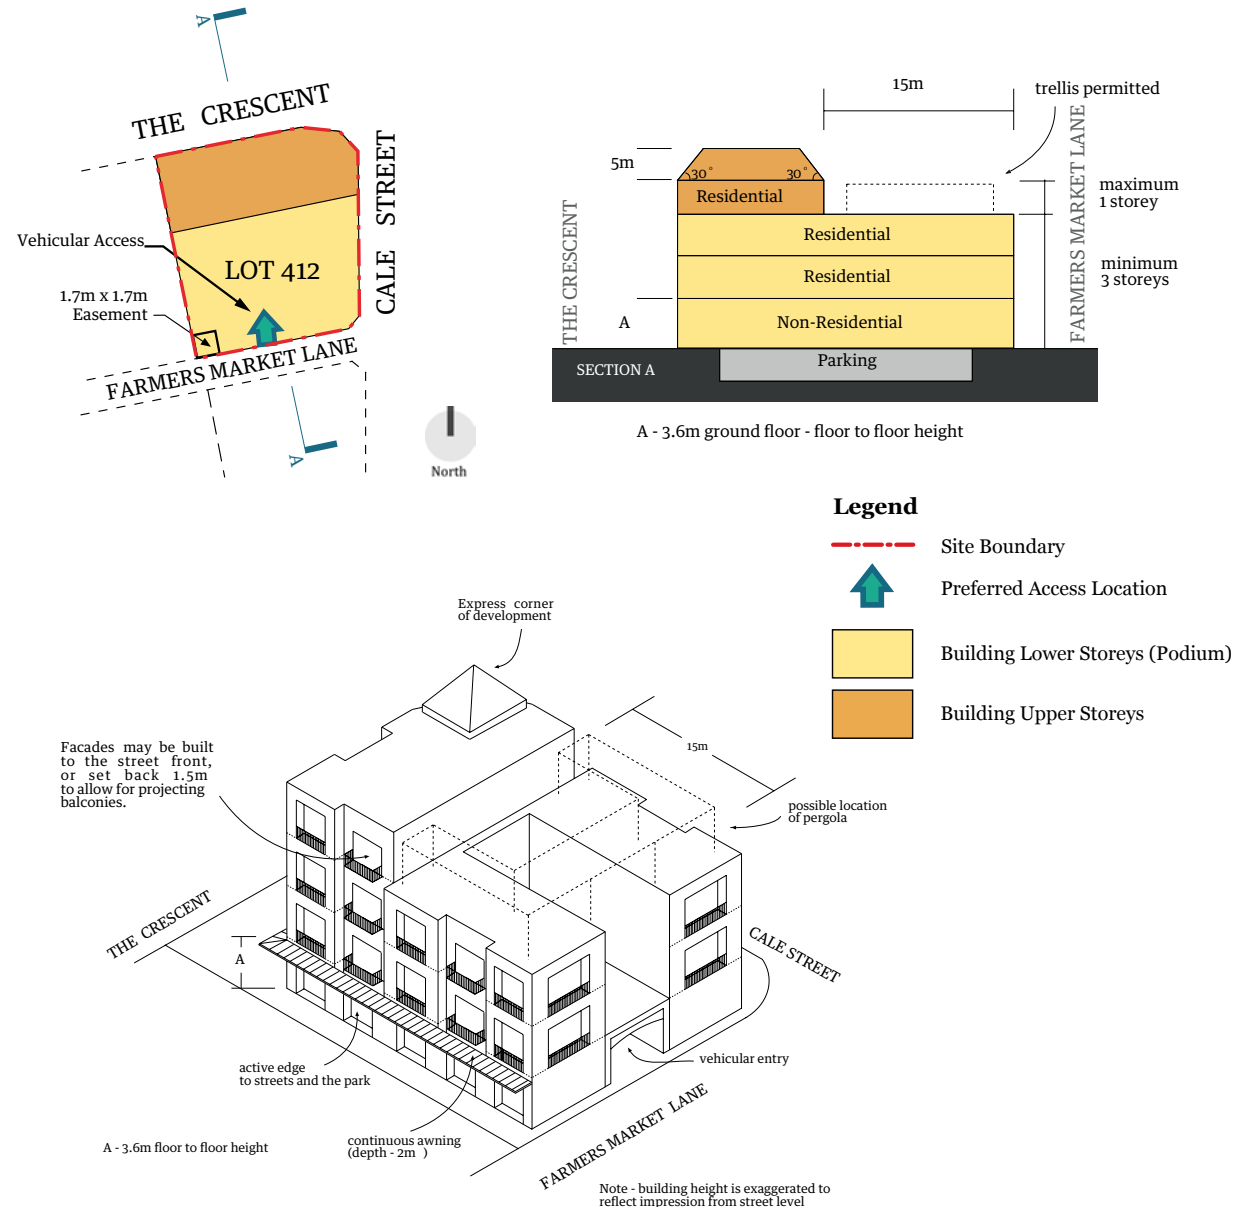 A
THE CRESCENT
CALE STREET
Vehicular Access
LOT 412
1.7m x 1.7m
Easement
FARMERS MARKET LANE
A
North
15m
trellis permitted
5m
30°
30°
Residential
maximum
1 storey
THE CRESCENT
Residential
FARMERS MARKET LANE
Residential
minimum
3 storeys
A
Non-Residential
SECTION A
Parking
A - 3.6m ground floor - floor to floor height
Legend
Site Boundary
Preferred Access Location
Building Lower Storeys (Podium)
Building Upper Storeys
Express corner
of development
Facades may be built
to the street front,
or set back 1.5m
to allow for projecting
balconies.
15m
possible location
of pergola
THE CRESCENT
A
CALE STREET
active edge
to streets and the park
vehicular entry
continuous awning
(depth - 2m )
FARMERS MARKET LANE
A - 3.6m floor to floor height
Note - building height is exaggerated to
reflect impression from street level